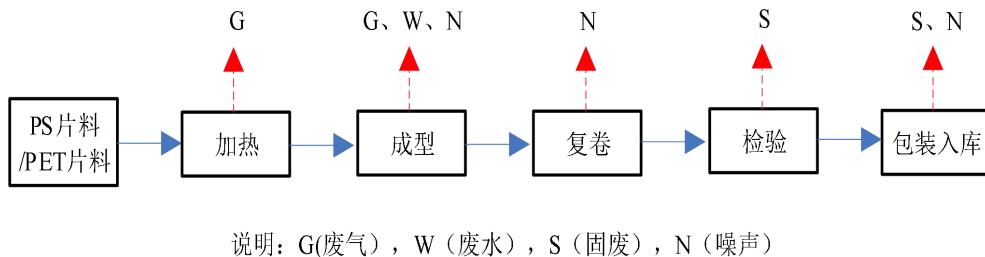 G
G、W、N
N
S
S、N
PS片料
/PET片料
加热
成型
复卷
检验
包装入库
说明：G(废气），W（废水），S（固废），N（噪声）